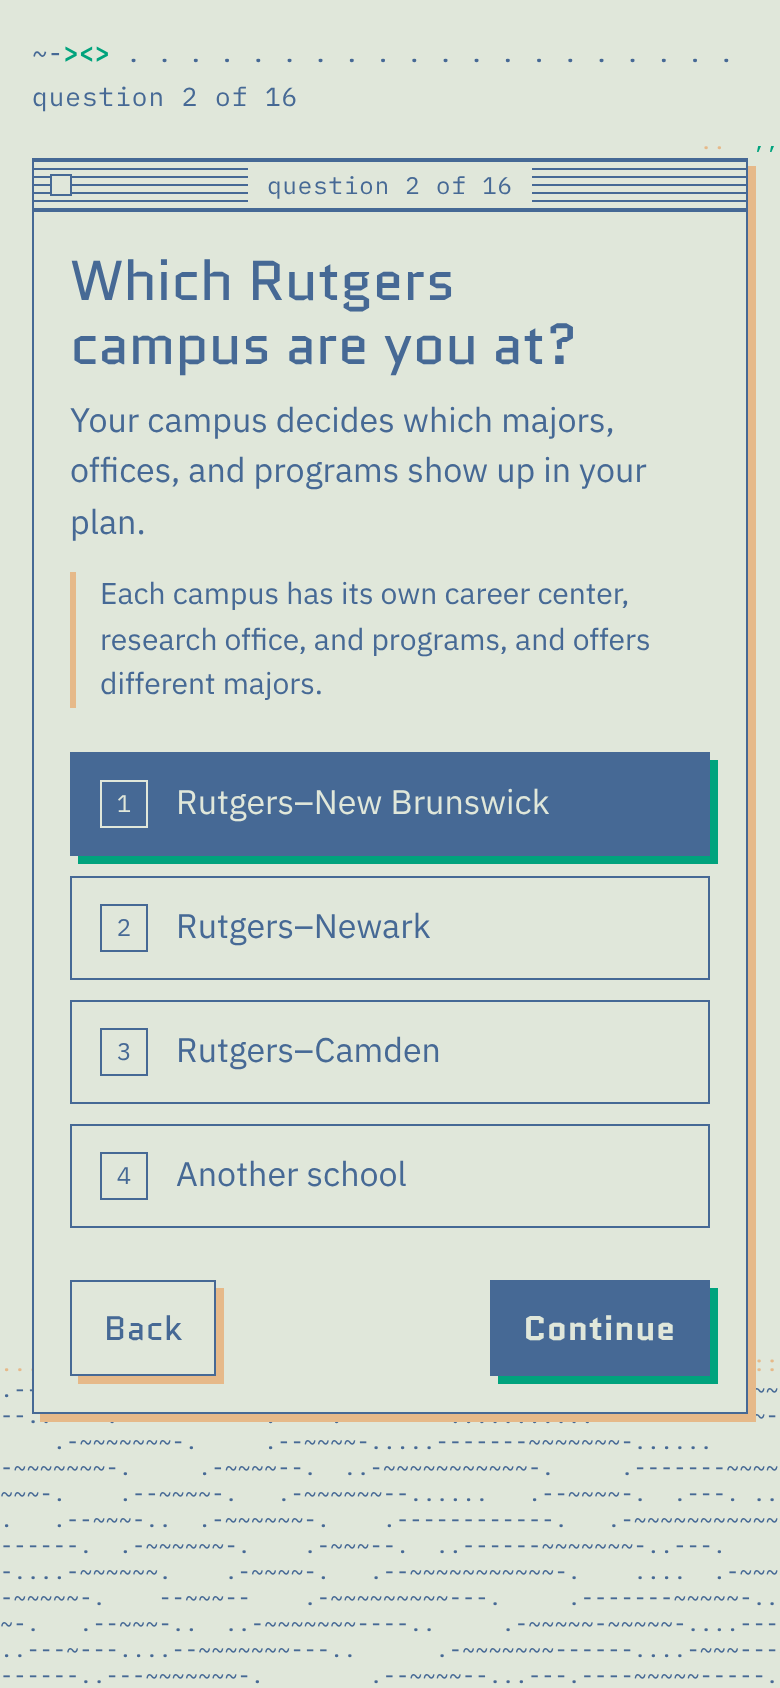 ~-><> . . . . . . . . . . . . . . . . . . . .
question 2 of 16
question 2 of 16
Which Rutgers
campus are you at?
Your campus decides which majors,
offices, and programs show up in your
plan.
Each campus has its own career center,
research office, and programs, and offers
different majors.
1 Rutgers–New Brunswick
2 Rutgers–Newark
3 Rutgers–Camden
4 Another school
Back
Continue